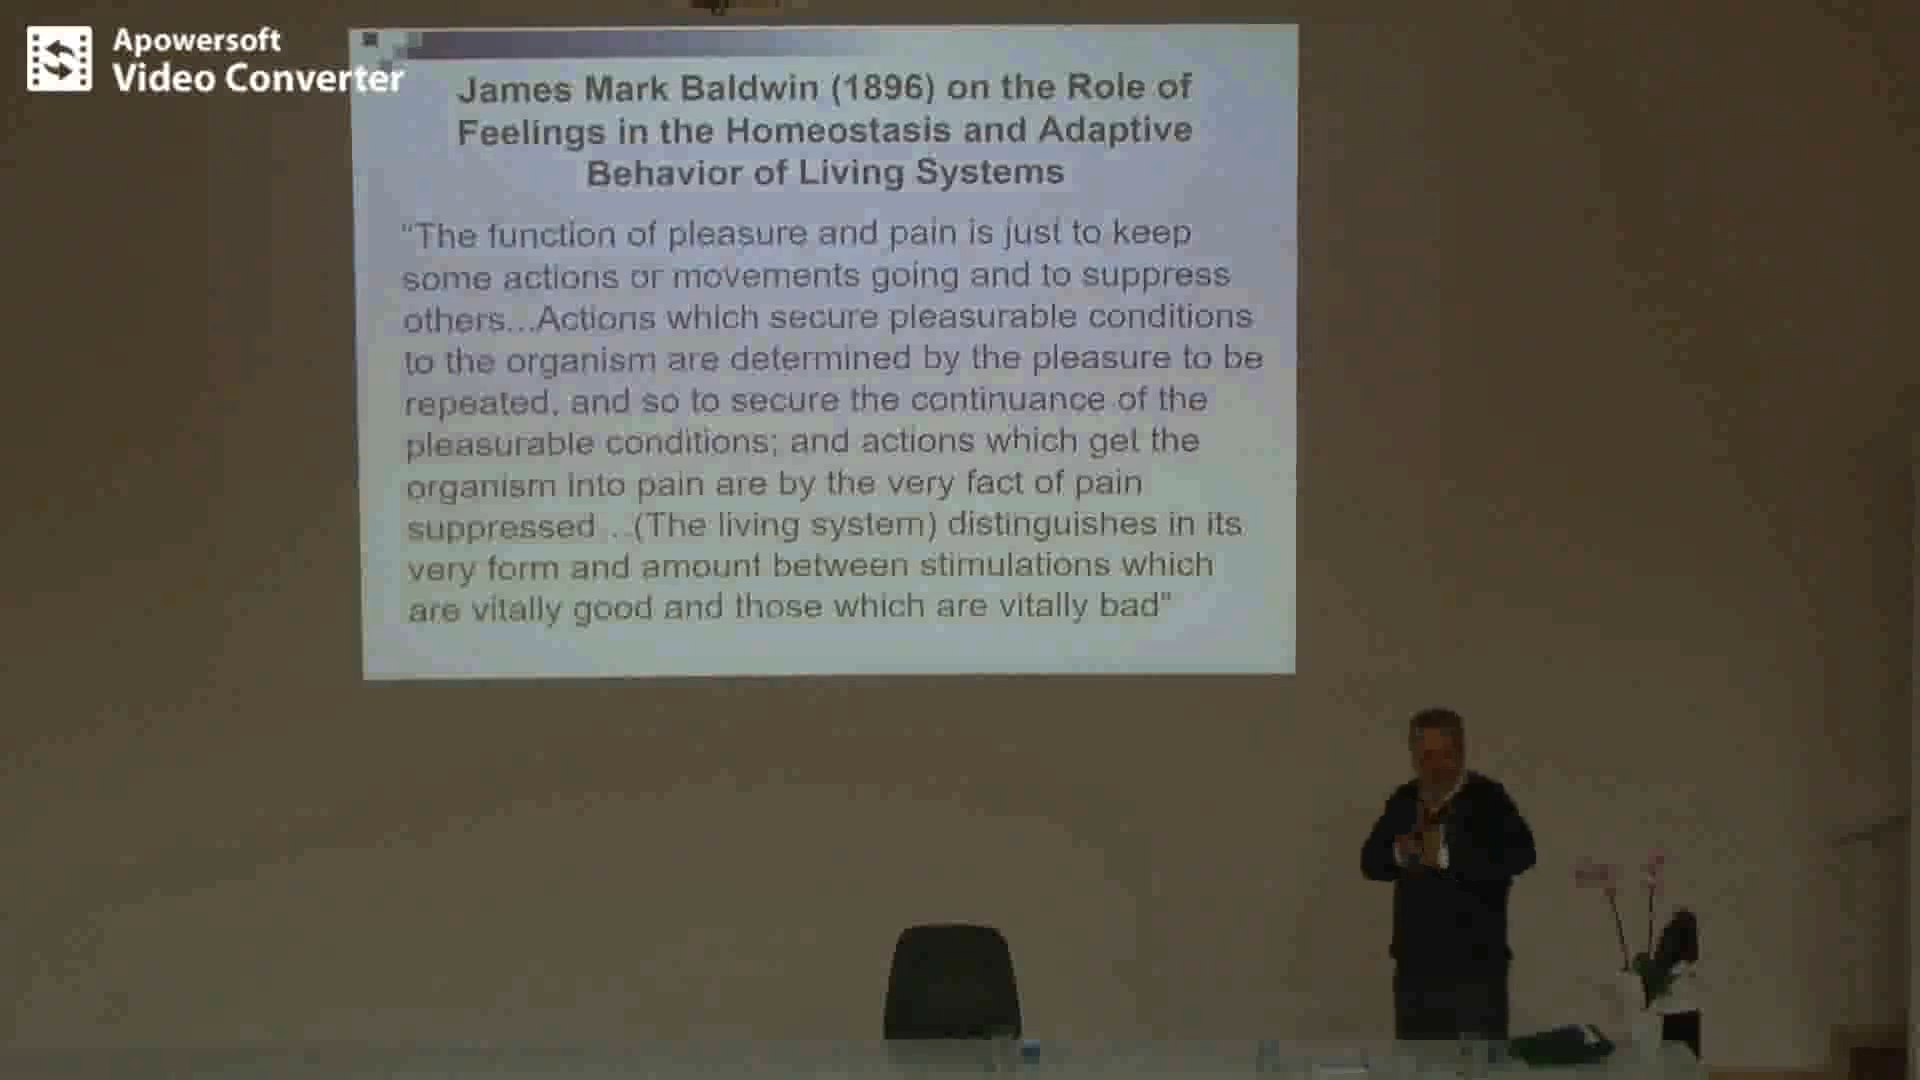 Apowersoft
Video Converter
James Mark Baldwin (1896) on the Role of
Feelings in the Homeostasis and Adaptive
Behavior of Living Systems
“The function of pleasure and pain is just to keep
some actions or movements going and to suppress
others...Actions which secure pleasurable conditions
to the organism are determined by the pleasure to be
repeated, and so to secure the continuance of the
pleasurable conditions; and actions which get the
organism into pain are by the very fact of pain
suppressed...(The living system) distinguishes in its
very form and amount between stimulations which
are vitally good and those which are vitally bad”